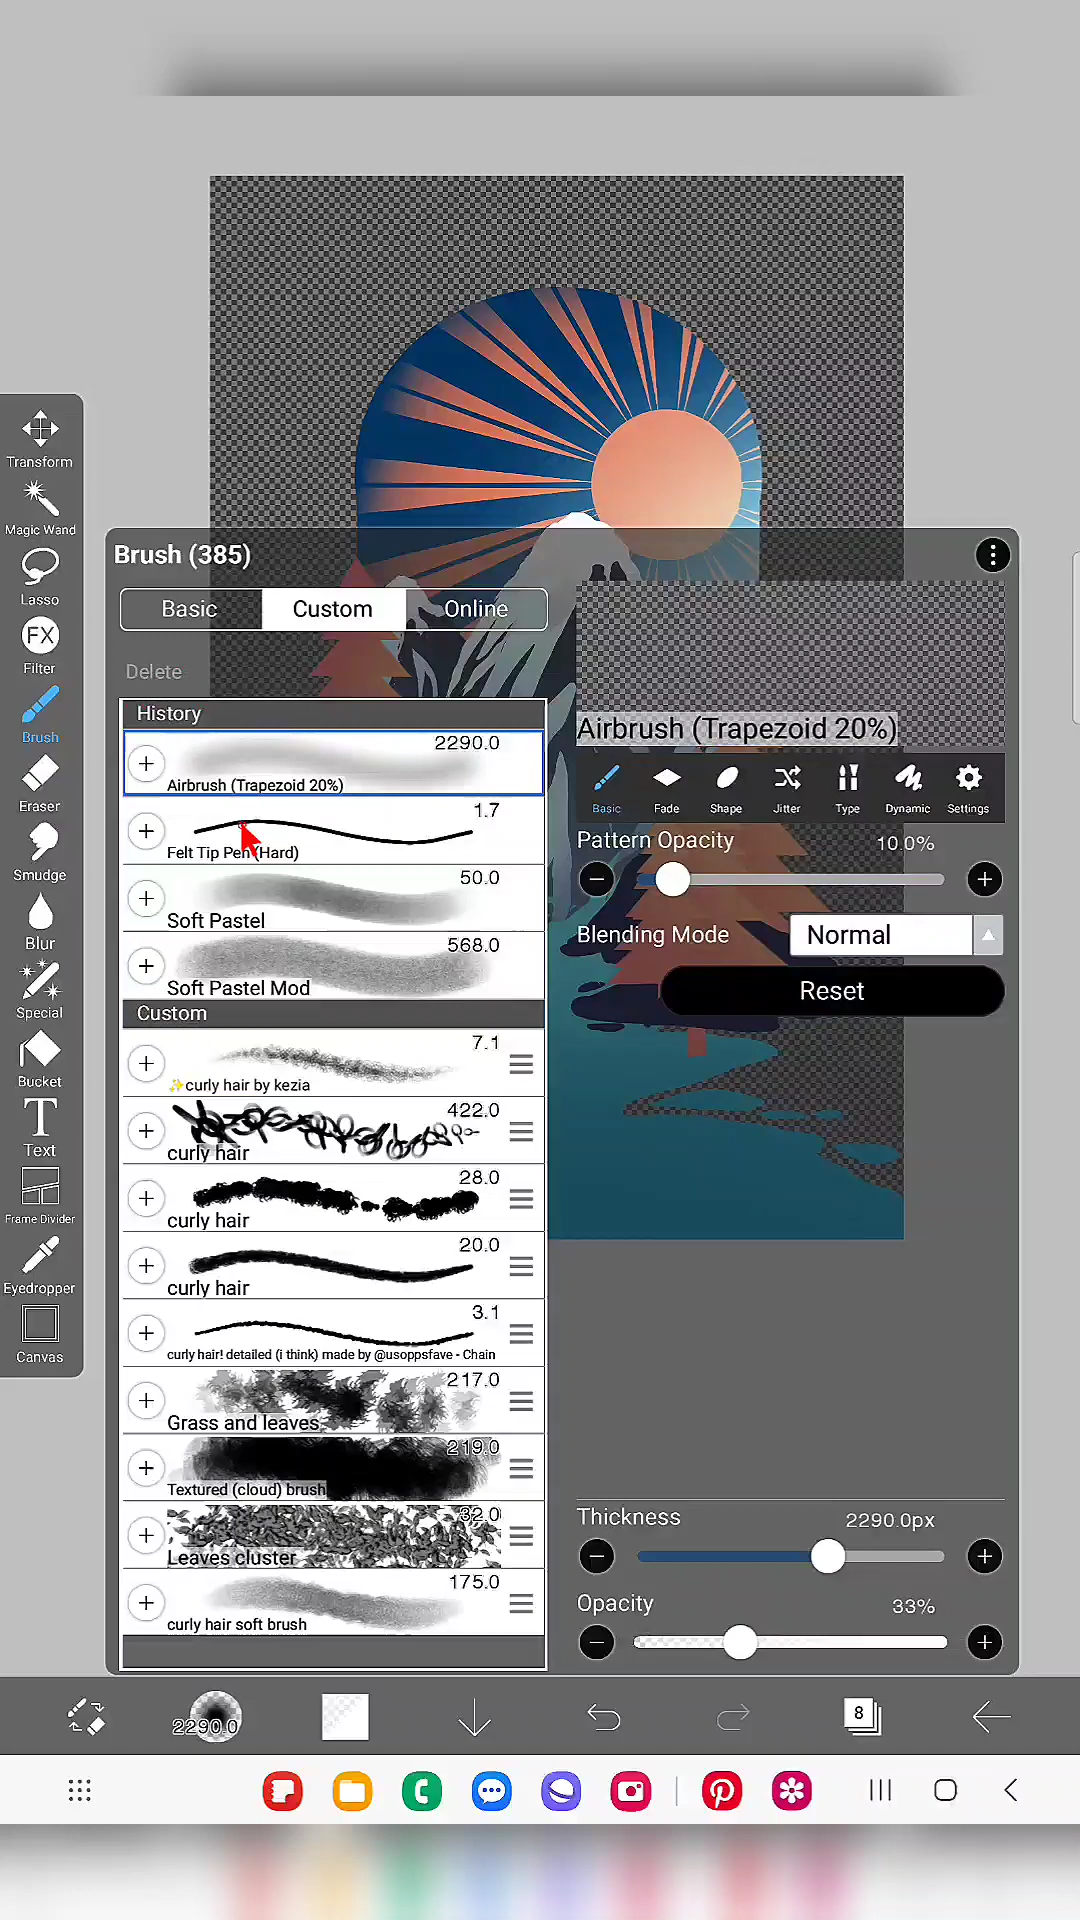 Transform
Magic Wand
Lasso
FX
Filter
Brush
Eraser
Smudge
Blur
Special
Bucket
T
Text
Frame Divider
Eyedropper
Canvas
Brush (385)
Basic
Custom
Online
Delete
History
2290.0
Airbrush (Trapezoid 20%)
1.7
Felt Tip Pen (Hard)
50.0
Soft Pastel
568.0
Soft Pastel Mod
Custom
7.1
✨curly hair by kezia
422.0
curly hair
28.0
curly hair
20.0
curly hair
3.1
curly hair! detailed (i think) made by @usoppsfave - Chain
217.0
Grass and leaves
219.0
Textured (cloud) brush
32.0
Leaves cluster
175.0
curly hair soft brush
Airbrush (Trapezoid 20%)
Basic
Fade
Shape
Jitter
Type
Dynamic
Settings
Pattern Opacity
10.0%
Blending Mode
Normal
Reset
Thickness
2290.0px
Opacity
33%
2290.0
8